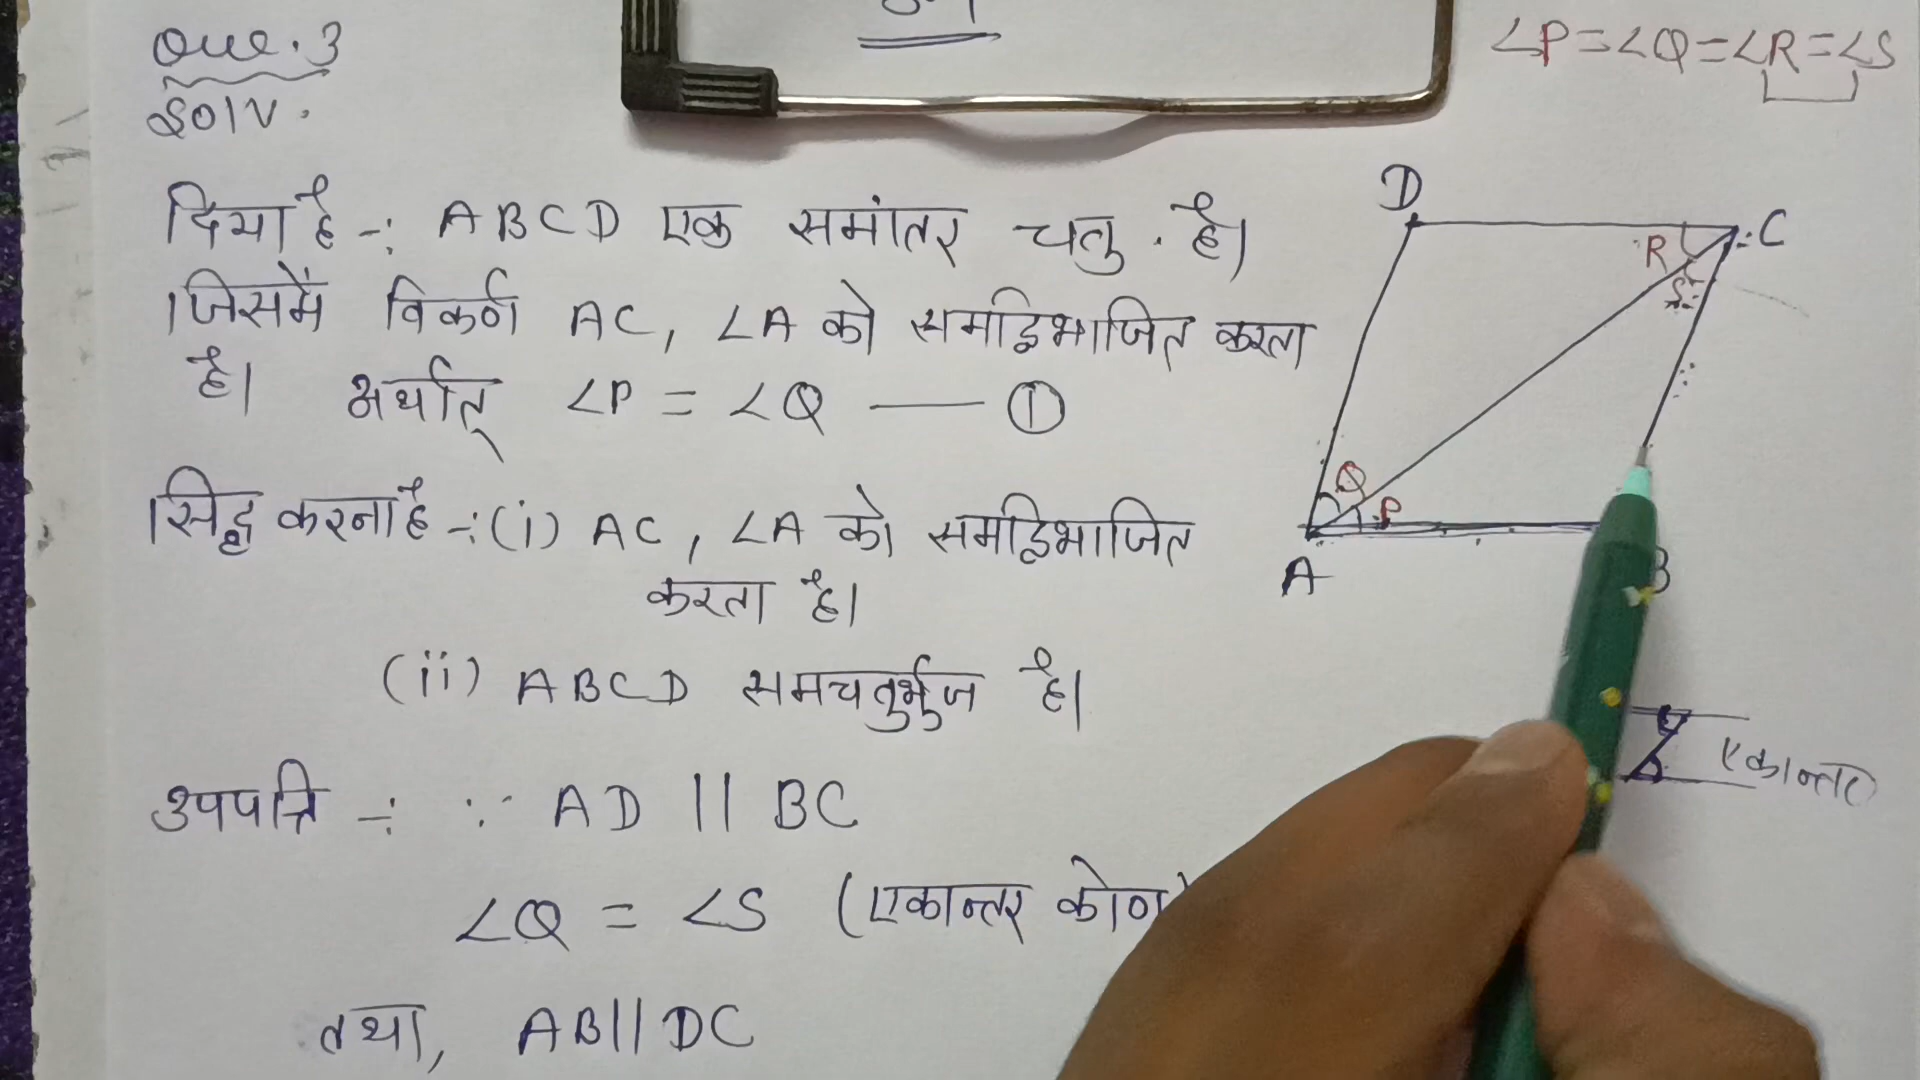 Que. 3
∠P=∠Q=∠R=∠S
Solv.
दिया है -: ABCD एक समांतर चतु. है।
जिसमें विकर्ण AC, ∠A को समद्विभाजित करता
है। अर्थात् ∠P = ∠Q — ①
सिद्ध करना है -: (i) AC, ∠A को समद्विभाजित
करता है।
(ii) ABCD समचतुर्भुज है।
उपपत्ति -: ∵ AD || BC
∠Q = ∠S (एकान्तर कोण)
तथा, AB||DC
D
C
R
S
Q
P
A
B
एकान्तर